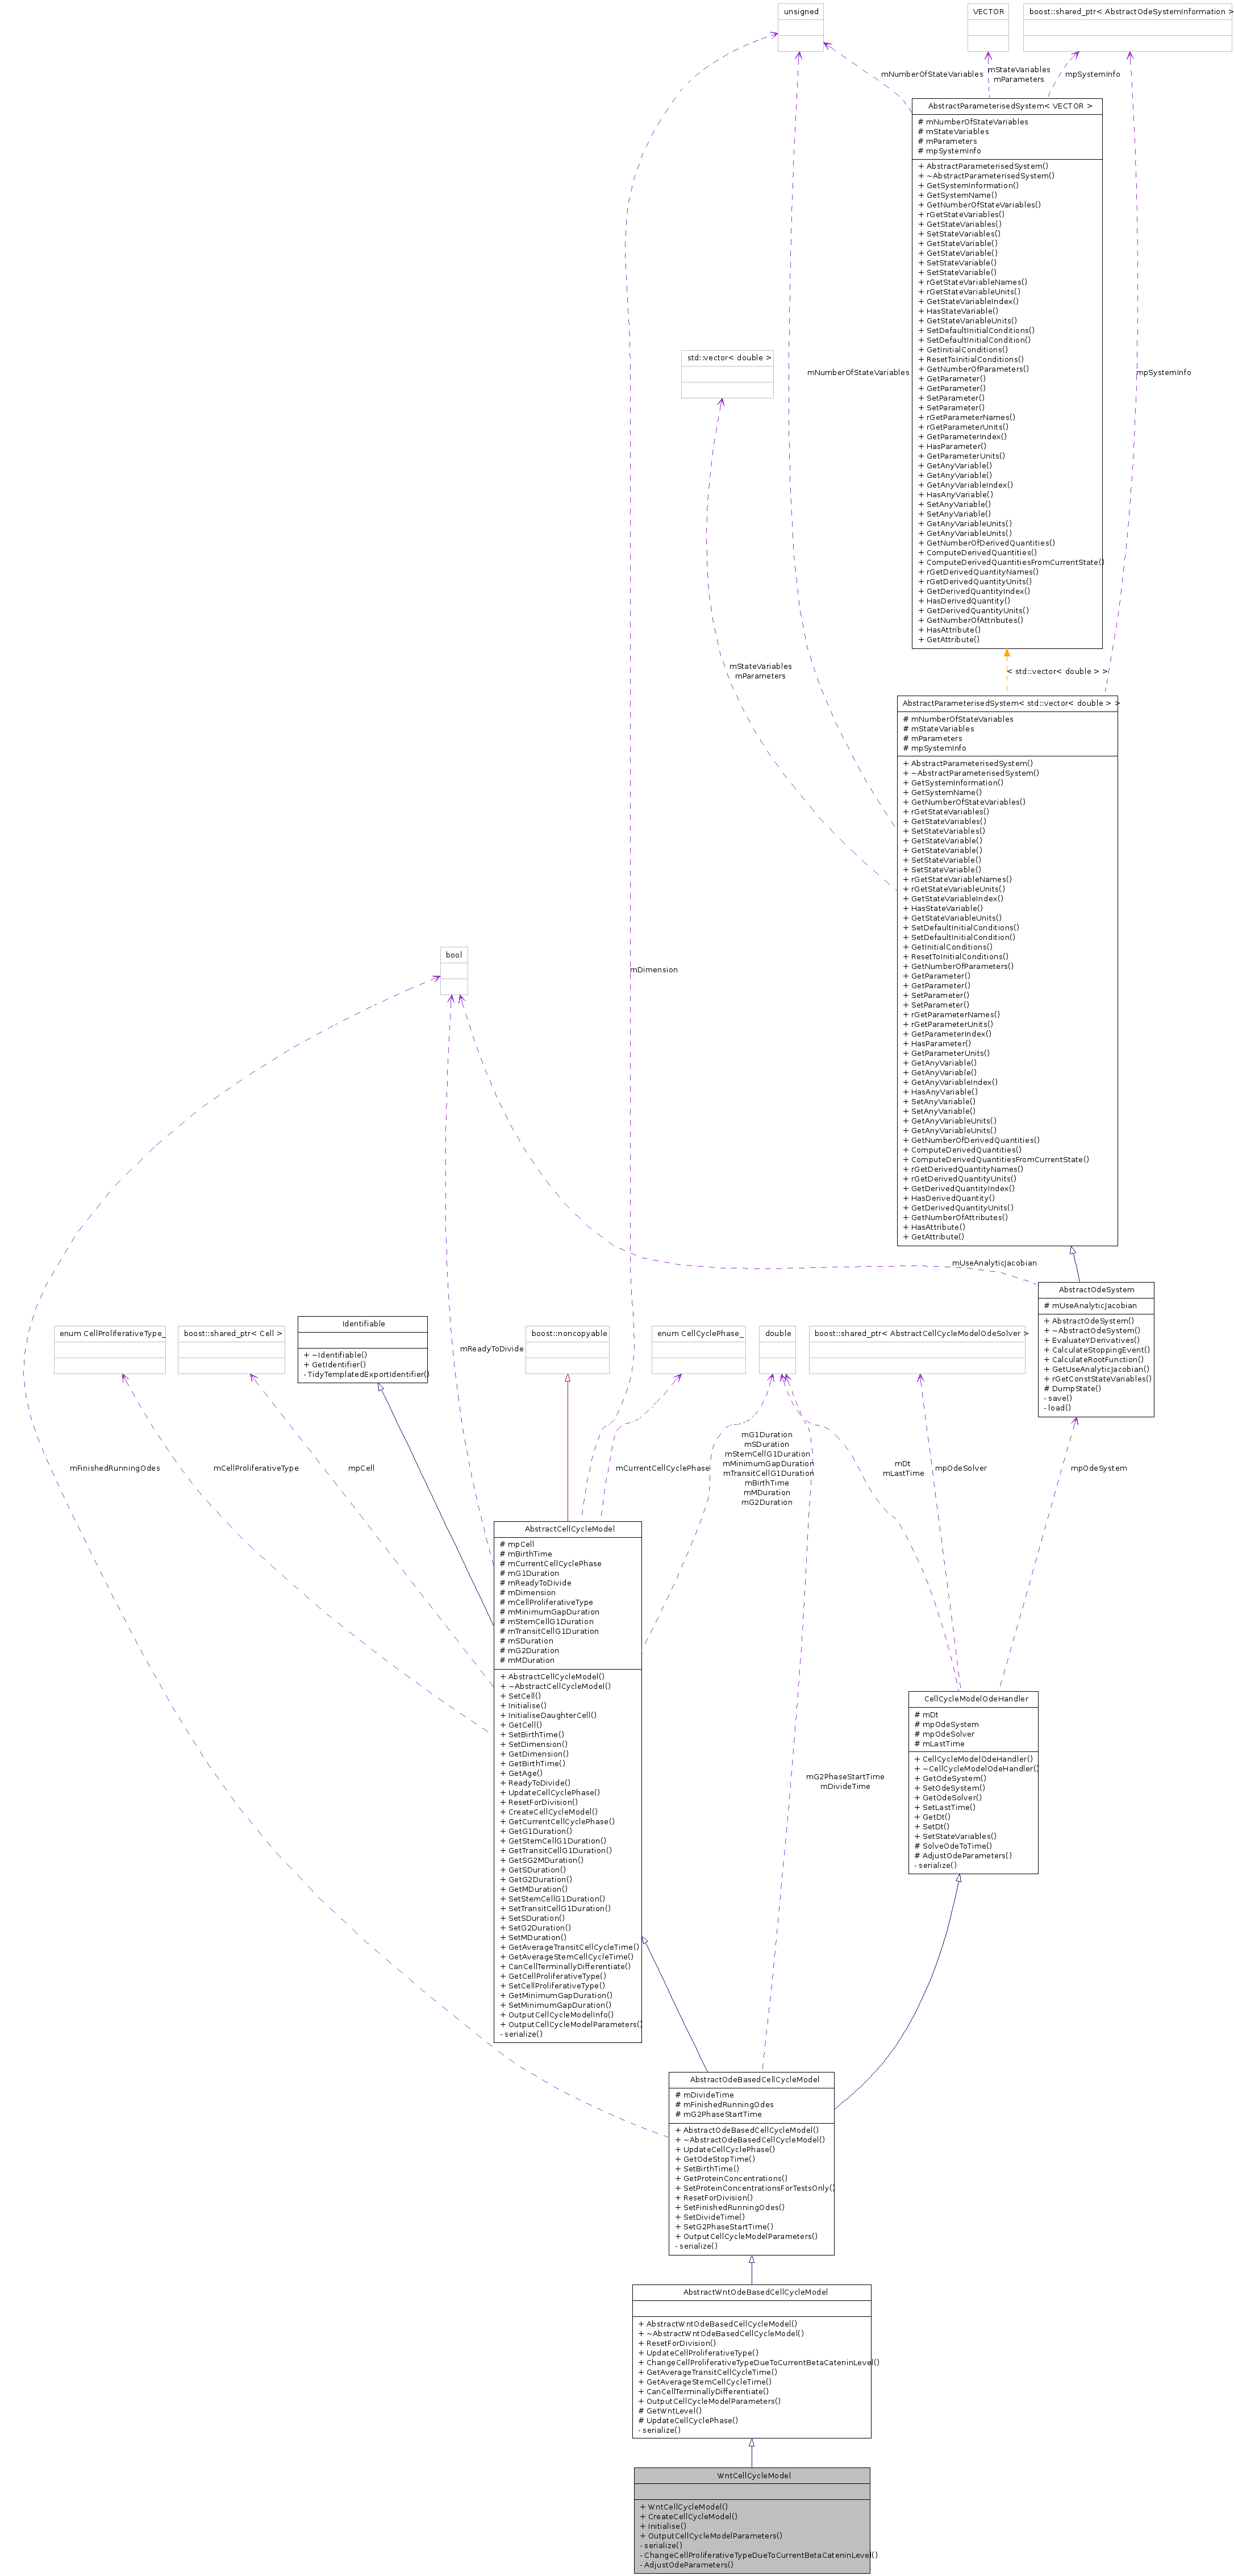 unsigned
VECTOR
boost::shared_ptr< AbstractOdeSystemInformation >
mNumberOfStateVariables
mStateVariables
mParameters
mpSystemInfo
AbstractParameterisedSystem< VECTOR >
# mNumberOfStateVariables
# mStateVariables
# mParameters
# mpSystemInfo
+ AbstractParameterisedSystem()
+ ~AbstractParameterisedSystem()
+ GetSystemInformation()
+ GetSystemName()
+ GetNumberOfStateVariables()
+ rGetStateVariables()
+ GetStateVariables()
+ SetStateVariables()
+ GetStateVariable()
+ GetStateVariable()
+ SetStateVariable()
+ SetStateVariable()
+ rGetStateVariableNames()
+ rGetStateVariableUnits()
+ GetStateVariableIndex()
+ HasStateVariable()
+ GetStateVariableUnits()
+ SetDefaultInitialConditions()
+ SetDefaultInitialCondition()
+ GetInitialConditions()
+ ResetToInitialConditions()
+ GetNumberOfParameters()
+ GetParameter()
+ GetParameter()
+ SetParameter()
+ SetParameter()
+ rGetParameterNames()
+ rGetParameterUnits()
+ GetParameterIndex()
+ HasParameter()
+ GetParameterUnits()
+ GetAnyVariable()
+ GetAnyVariable()
+ GetAnyVariableIndex()
+ HasAnyVariable()
+ SetAnyVariable()
+ SetAnyVariable()
+ GetAnyVariableUnits()
+ GetAnyVariableUnits()
+ GetNumberOfDerivedQuantities()
+ ComputeDerivedQuantities()
+ ComputeDerivedQuantitiesFromCurrentState()
+ rGetDerivedQuantityNames()
+ rGetDerivedQuantityUnits()
+ GetDerivedQuantityIndex()
+ HasDerivedQuantity()
+ GetDerivedQuantityUnits()
+ GetNumberOfAttributes()
+ HasAttribute()
+ GetAttribute()
std::vector< double >
mNumberOfStateVariables
mpSystemInfo
mStateVariables
mParameters
< std::vector< double > >
AbstractParameterisedSystem< std::vector< double > >
# mNumberOfStateVariables
# mStateVariables
# mParameters
# mpSystemInfo
+ AbstractParameterisedSystem()
+ ~AbstractParameterisedSystem()
+ GetSystemInformation()
+ GetSystemName()
+ GetNumberOfStateVariables()
+ rGetStateVariables()
+ GetStateVariables()
+ SetStateVariables()
+ GetStateVariable()
+ GetStateVariable()
+ SetStateVariable()
+ SetStateVariable()
+ rGetStateVariableNames()
+ rGetStateVariableUnits()
+ GetStateVariableIndex()
+ HasStateVariable()
+ GetStateVariableUnits()
+ SetDefaultInitialConditions()
+ SetDefaultInitialCondition()
+ GetInitialConditions()
+ ResetToInitialConditions()
+ GetNumberOfParameters()
+ GetParameter()
+ GetParameter()
+ SetParameter()
+ SetParameter()
+ rGetParameterNames()
+ rGetParameterUnits()
+ GetParameterIndex()
+ HasParameter()
+ GetParameterUnits()
+ GetAnyVariable()
+ GetAnyVariable()
+ GetAnyVariableIndex()
+ HasAnyVariable()
+ SetAnyVariable()
+ SetAnyVariable()
+ GetAnyVariableUnits()
+ GetAnyVariableUnits()
+ GetNumberOfDerivedQuantities()
+ ComputeDerivedQuantities()
+ ComputeDerivedQuantitiesFromCurrentState()
+ rGetDerivedQuantityNames()
+ rGetDerivedQuantityUnits()
+ GetDerivedQuantityIndex()
+ HasDerivedQuantity()
+ GetDerivedQuantityUnits()
+ GetNumberOfAttributes()
+ HasAttribute()
+ GetAttribute()
bool
mDimension
mUseAnalyticJacobian
AbstractOdeSystem
# mUseAnalyticJacobian
+ AbstractOdeSystem()
+ ~AbstractOdeSystem()
+ EvaluateYDerivatives()
+ CalculateStoppingEvent()
+ CalculateRootFunction()
+ GetUseAnalyticJacobian()
+ rGetConstStateVariables()
# DumpState()
- save()
- load()
enum CellProliferativeType_
boost::shared_ptr< Cell >
Identifiable
+ ~Identifiable()
+ GetIdentifier()
- TidyTemplatedExportIdentifier()
mReadyToDivide
boost::noncopyable
enum CellCyclePhase_
double
boost::shared_ptr< AbstractCellCycleModelOdeSolver >
mFinishedRunningOdes
mCellProliferativeType
mpCell
mCurrentCellCyclePhase
mG1Duration
mSDuration
mStemCellG1Duration
mMinimumGapDuration
mTransitCellG1Duration
mBirthTime
mMDuration
mG2Duration
mDt
mLastTime
mpOdeSolver
mpOdeSystem
AbstractCellCycleModel
# mpCell
# mBirthTime
# mCurrentCellCyclePhase
# mG1Duration
# mReadyToDivide
# mDimension
# mCellProliferativeType
# mMinimumGapDuration
# mStemCellG1Duration
# mTransitCellG1Duration
# mSDuration
# mG2Duration
# mMDuration
+ AbstractCellCycleModel()
+ ~AbstractCellCycleModel()
+ SetCell()
+ Initialise()
+ InitialiseDaughterCell()
+ GetCell()
+ SetBirthTime()
+ SetDimension()
+ GetDimension()
+ GetBirthTime()
+ GetAge()
+ ReadyToDivide()
+ UpdateCellCyclePhase()
+ ResetForDivision()
+ CreateCellCycleModel()
+ GetCurrentCellCyclePhase()
+ GetG1Duration()
+ GetStemCellG1Duration()
+ GetTransitCellG1Duration()
+ GetSG2MDuration()
+ GetSDuration()
+ GetG2Duration()
+ GetMDuration()
+ SetStemCellG1Duration()
+ SetTransitCellG1Duration()
+ SetSDuration()
+ SetG2Duration()
+ SetMDuration()
+ GetAverageTransitCellCycleTime()
+ GetAverageStemCellCycleTime()
+ CanCellTerminallyDifferentiate()
+ GetCellProliferativeType()
+ SetCellProliferativeType()
+ GetMinimumGapDuration()
+ SetMinimumGapDuration()
+ OutputCellCycleModelInfo()
+ OutputCellCycleModelParameters()
- serialize()
mG2PhaseStartTime
mDivideTime
CellCycleModelOdeHandler
# mDt
# mpOdeSystem
# mpOdeSolver
# mLastTime
+ CellCycleModelOdeHandler()
+ ~CellCycleModelOdeHandler()
+ GetOdeSystem()
+ SetOdeSystem()
+ GetOdeSolver()
+ SetLastTime()
+ GetDt()
+ SetDt()
+ SetStateVariables()
# SolveOdeToTime()
# AdjustOdeParameters()
- serialize()
AbstractOdeBasedCellCycleModel
# mDivideTime
# mFinishedRunningOdes
# mG2PhaseStartTime
+ AbstractOdeBasedCellCycleModel()
+ ~AbstractOdeBasedCellCycleModel()
+ UpdateCellCyclePhase()
+ GetOdeStopTime()
+ SetBirthTime()
+ GetProteinConcentrations()
+ SetProteinConcentrationsForTestsOnly()
+ ResetForDivision()
+ SetFinishedRunningOdes()
+ SetDivideTime()
+ SetG2PhaseStartTime()
+ OutputCellCycleModelParameters()
- serialize()
AbstractWntOdeBasedCellCycleModel
+ AbstractWntOdeBasedCellCycleModel()
+ ~AbstractWntOdeBasedCellCycleModel()
+ ResetForDivision()
+ UpdateCellProliferativeType()
+ ChangeCellProliferativeTypeDueToCurrentBetaCateninLevel()
+ GetAverageTransitCellCycleTime()
+ GetAverageStemCellCycleTime()
+ CanCellTerminallyDifferentiate()
+ OutputCellCycleModelParameters()
# GetWntLevel()
# UpdateCellCyclePhase()
- serialize()
WntCellCycleModel
+ WntCellCycleModel()
+ CreateCellCycleModel()
+ Initialise()
+ OutputCellCycleModelParameters()
- serialize()
- ChangeCellProliferativeTypeDueToCurrentBetaCateninLevel()
- AdjustOdeParameters()